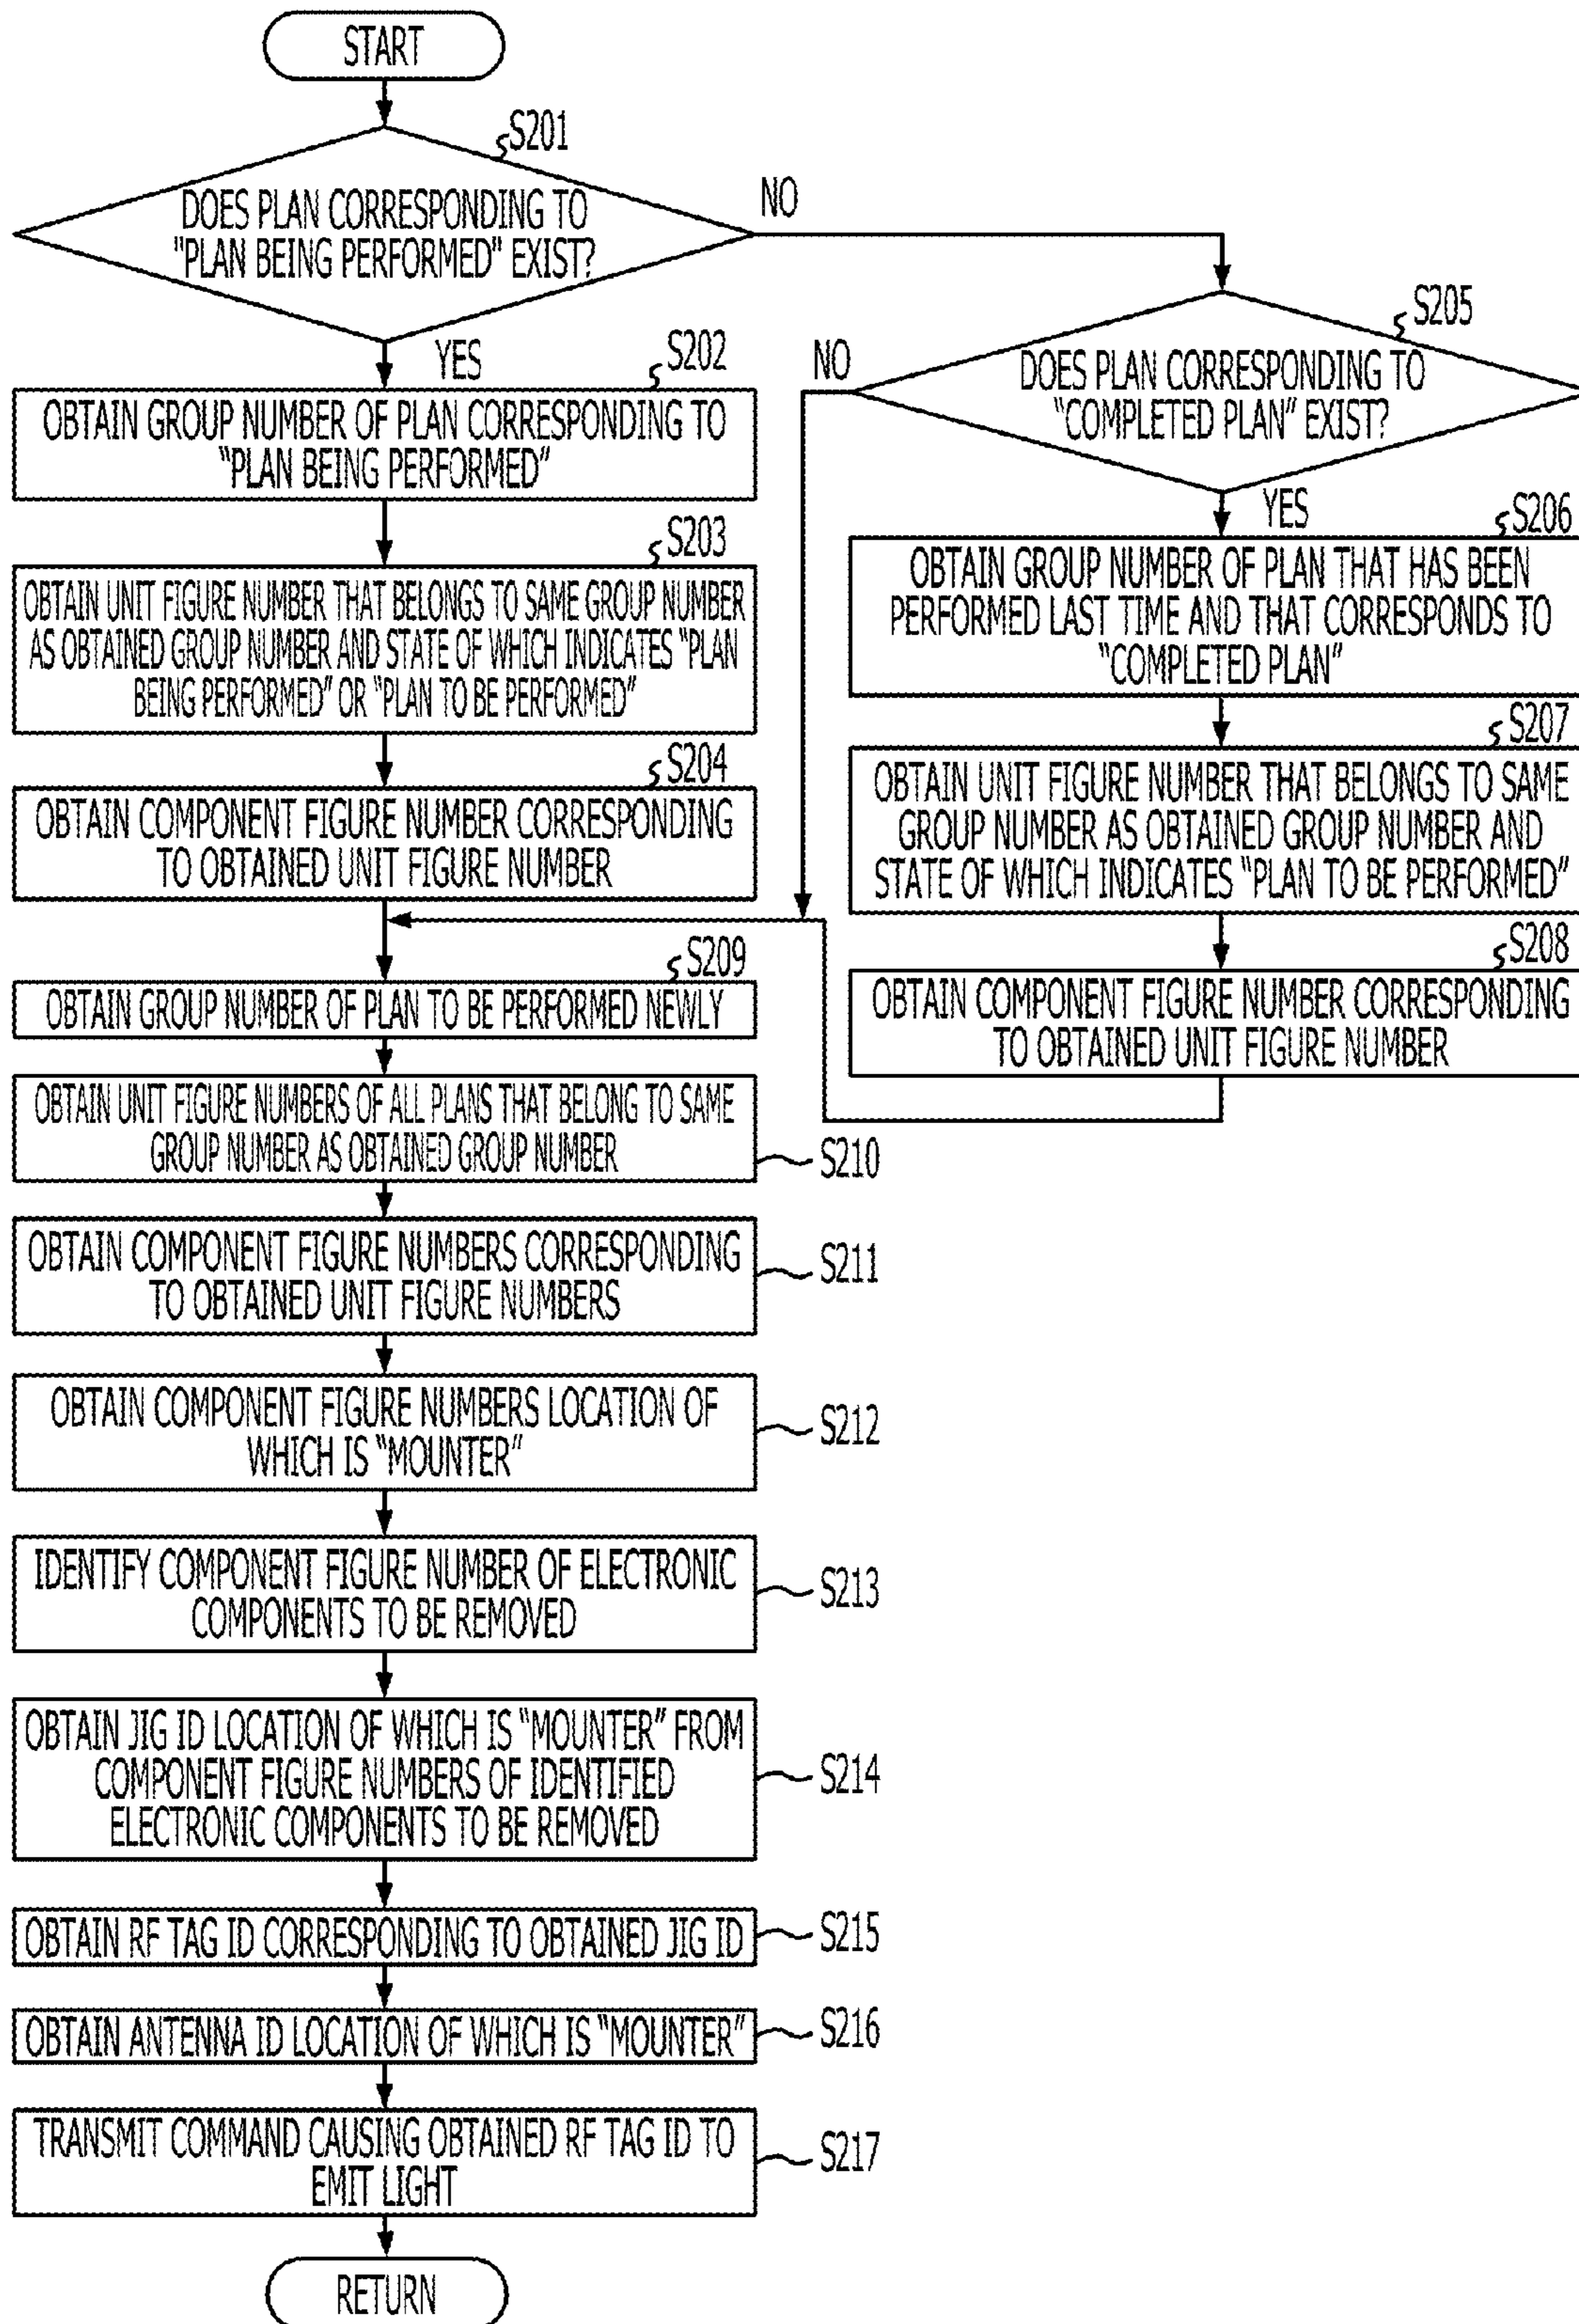 START
S201
DOES PLAN CORRESPONDING TO
"PLAN BEING PERFORMED" EXIST?
NO
YES
S202
OBTAIN GROUP NUMBER OF PLAN CORRESPONDING TO
“PLAN BEING PERFORMED”
S203
OBTAIN UNIT FIGURE NUMBER THAT BELONGS TO SAME GROUP NUMBER
AS OBTAINED GROUP NUMBER AND STATE OF WHICH INDICATES “PLAN
BEING PERFORMED” OR “PLAN TO BE PERFORMED”
S204
OBTAIN COMPONENT FIGURE NUMBER CORRESPONDING
TO OBTAINED UNIT FIGURE NUMBER
S205
DOES PLAN CORRESPONDING TO
“COMPLETED PLAN” EXIST?
NO
YES
S206
OBTAIN GROUP NUMBER OF PLAN THAT HAS BEEN
PERFORMED LAST TIME AND THAT CORRESPONDS TO
“COMPLETED PLAN”
S207
OBTAIN UNIT FIGURE NUMBER THAT BELONGS TO SAME
GROUP NUMBER AS OBTAINED GROUP NUMBER AND
STATE OF WHICH INDICATES “PLAN TO BE PERFORMED”
S208
OBTAIN COMPONENT FIGURE NUMBER CORRESPONDING
TO OBTAINED UNIT FIGURE NUMBER
S209
OBTAIN GROUP NUMBER OF PLAN TO BE PERFORMED NEWLY
OBTAIN UNIT FIGURE NUMBERS OF ALL PLANS THAT BELONG TO SAME
GROUP NUMBER AS OBTAINED GROUP NUMBER
S210
OBTAIN COMPONENT FIGURE NUMBERS CORRESPONDING
TO OBTAINED UNIT FIGURE NUMBERS
S211
OBTAIN COMPONENT FIGURE NUMBERS LOCATION OF
WHICH IS “MOUNTER”
S212
IDENTIFY COMPONENT FIGURE NUMBER OF ELECTRONIC
COMPONENTS TO BE REMOVED
S213
OBTAIN JIG ID LOCATION OF WHICH IS “MOUNTER” FROM
COMPONENT FIGURE NUMBERS OF IDENTIFIED
ELECTRONIC COMPONENTS TO BE REMOVED
S214
OBTAIN RF TAG ID CORRESPONDING TO OBTAINED JIG ID
S215
OBTAIN ANTENNA ID LOCATION OF WHICH IS “MOUNTER”
S216
TRANSMIT COMMAND CAUSING OBTAINED RF TAG ID TO
EMIT LIGHT
S217
RETURN